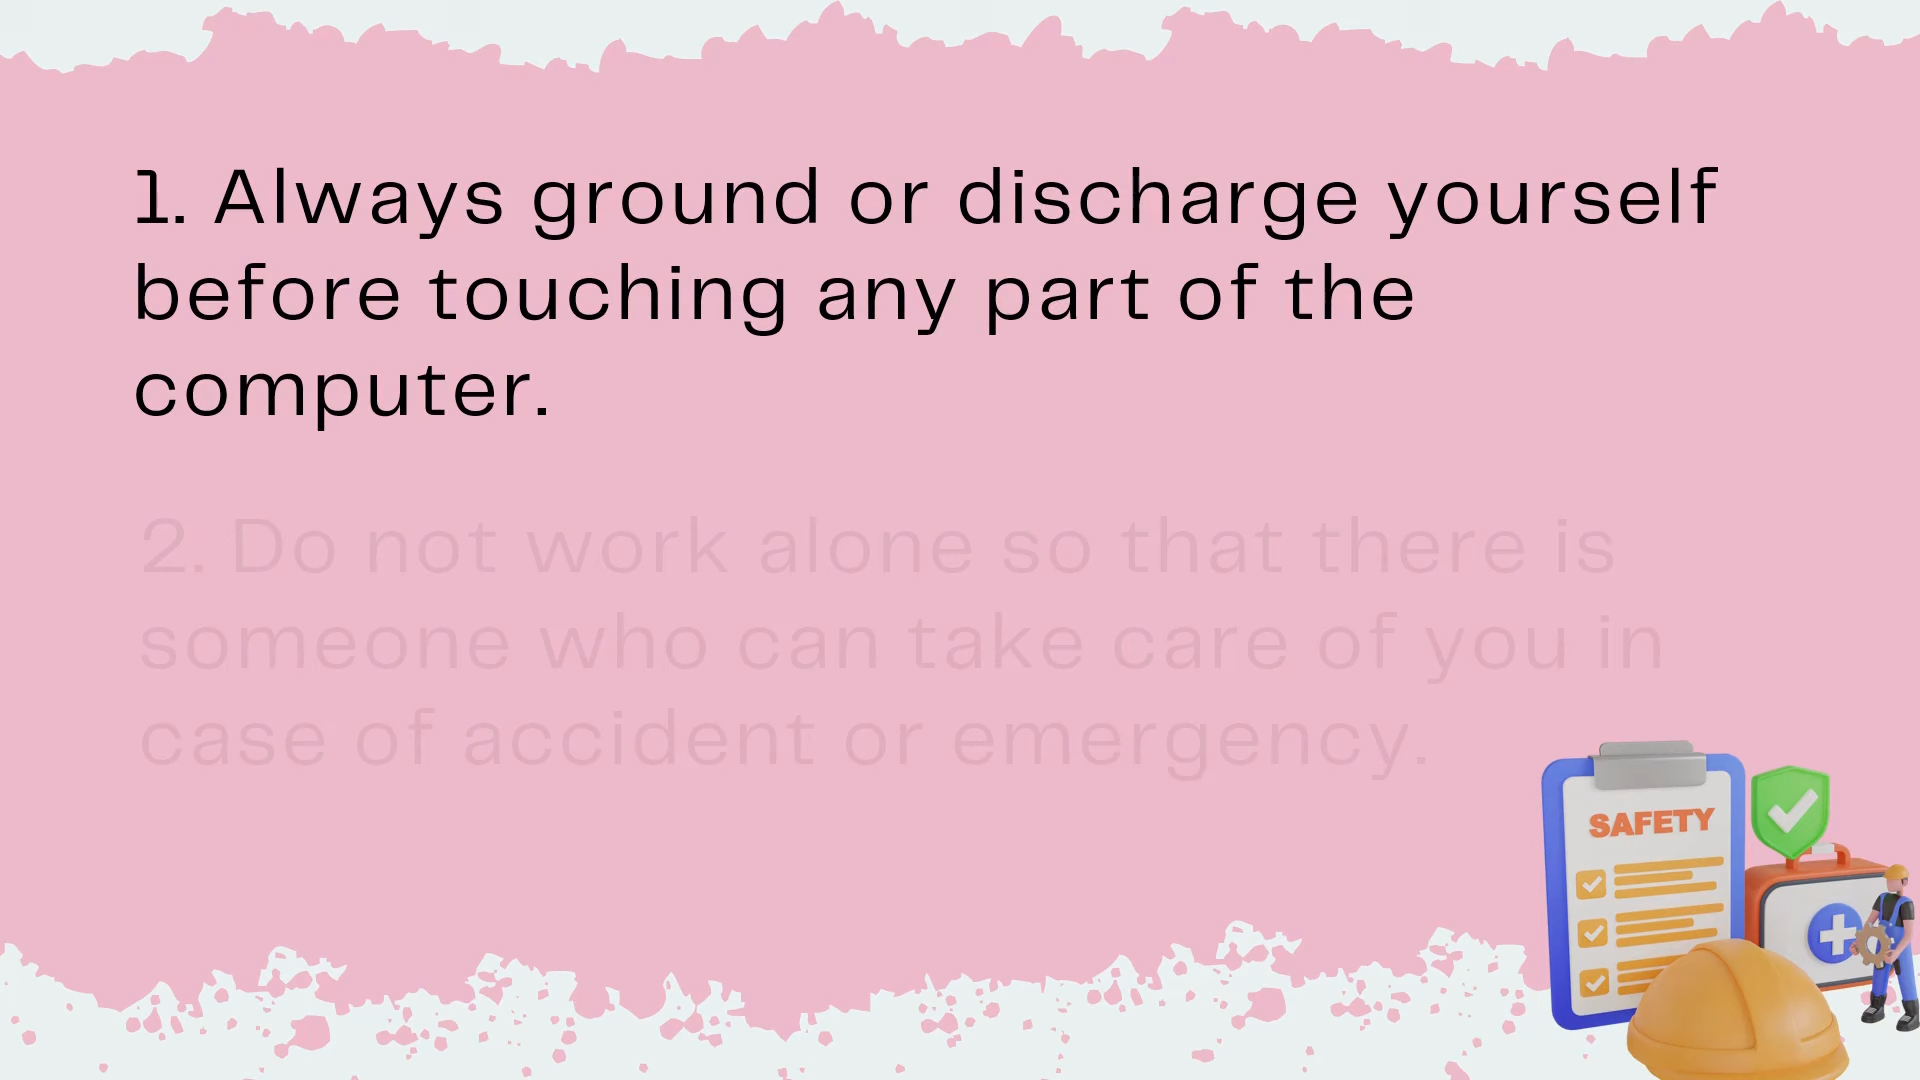 1. Always ground or discharge yourself
before touching any part of the
computer.
2. Do not work alone so that there is
someone who can take care of you in
case of accident or emergency.
SAFETY